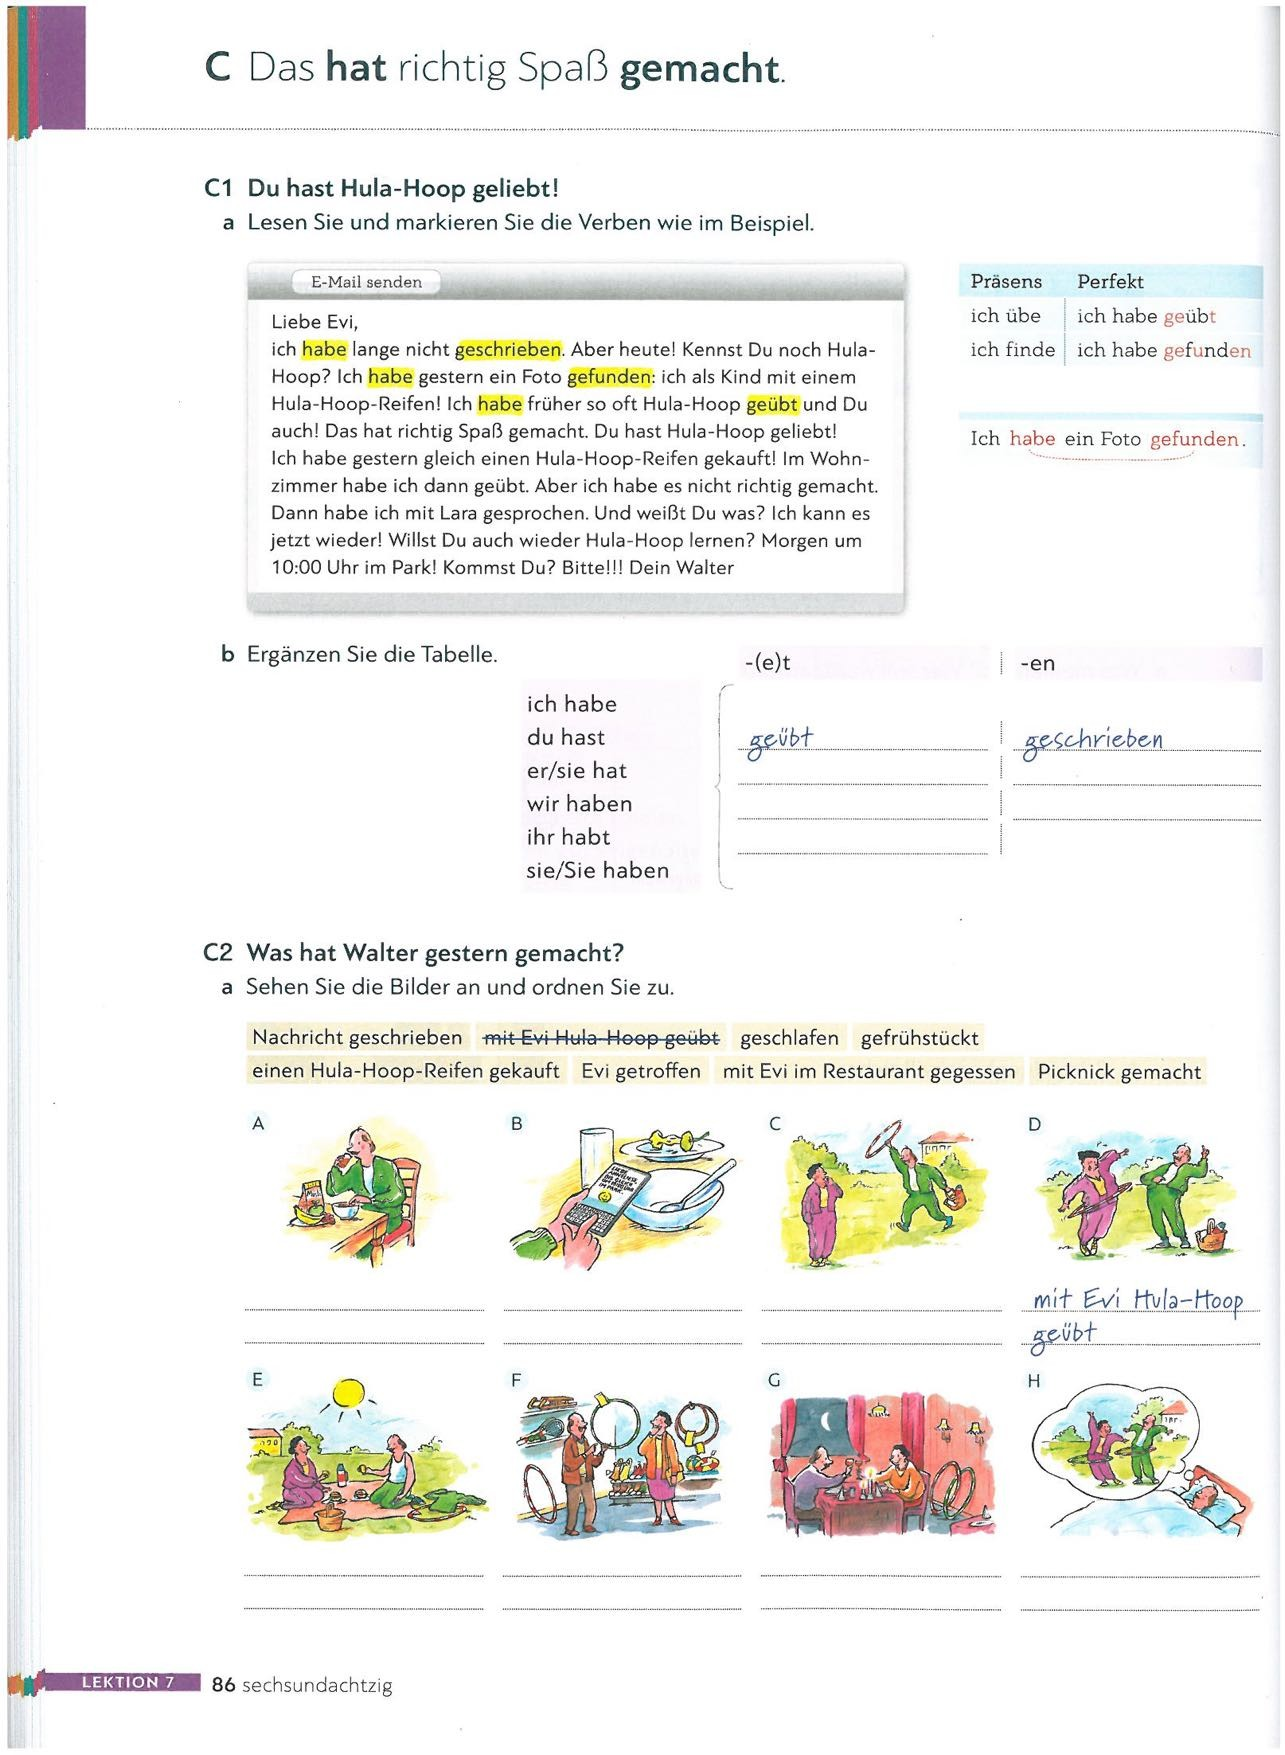 C Das hat richtig Spaß gemacht.
C1 Du hast Hula-Hoop geliebt!
a Lesen Sie und markieren Sie die Verben wie im Beispiel.
E-Mail senden
Liebe Evi,
ich habe lange nicht geschrieben. Aber heute! Kennst Du noch Hula-
Hoop? Ich habe gestern ein Foto gefunden: ich als Kind mit einem
Hula-Hoop-Reifen! Ich habe früher so oft Hula-Hoop geübt und Du
auch! Das hat richtig Spaß gemacht. Du hast Hula-Hoop geliebt!
Ich habe gestern gleich einen Hula-Hoop-Reifen gekauft! Im Wohn-
zimmer habe ich dann geübt. Aber ich habe es nicht richtig gemacht.
Dann habe ich mit Lara gesprochen. Und weißt Du was? Ich kann es
jetzt wieder! Willst Du auch wieder Hula-Hoop lernen? Morgen um
10:00 Uhr im Park! Kommst Du? Bitte!!! Dein Walter
Präsens Perfekt
ich übe ich habe geübt
ich finde ich habe gefunden
Ich habe ein Foto gefunden.
b Ergänzen Sie die Tabelle.
-(e)t -en
ich habe
du hast geübt geschrieben
er/sie hat
wir haben
ihr habt
sie/Sie haben
C2 Was hat Walter gestern gemacht?
a Sehen Sie die Bilder an und ordnen Sie zu.
Nachricht geschrieben mit Evi Hula-Hoop geübt geschlafen gefrühstückt
einen Hula-Hoop-Reifen gekauft Evi getroffen mit Evi im Restaurant gegessen Picknick gemacht
A B C D
mit Evi Hula-Hoop
geübt
E F G H
LEKTION 7 86 sechsundachtzig